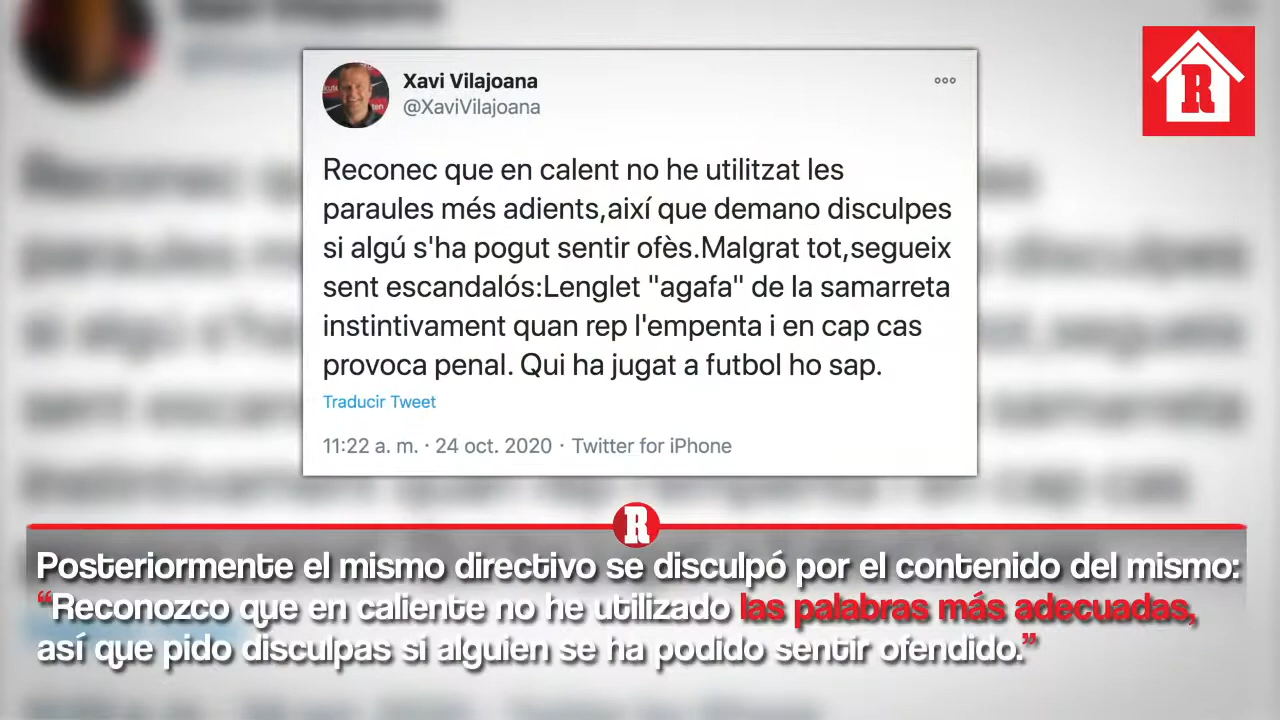 Xavi Vilajoana
@XaviVilajoana
Reconec que en calent no he utilitzat les
paraules més adients,així que demano disculpes
si algú s'ha pogut sentir ofès.Malgrat tot,segueix
sent escandalós:Lenglet "agafa" de la samarreta
instintivament quan rep l'empenta i en cap cas
provoca penal. Qui ha jugat a futbol ho sap.
Traducir Tweet
11:22 a. m. · 24 oct. 2020 · Twitter for iPhone
R
R
Posteriormente el mismo directivo se disculpó por el contenido del mismo:
“Reconozco que en caliente no he utilizado las palabras más adecuadas,
así que pido disculpas si alguien se ha podido sentir ofendido.”